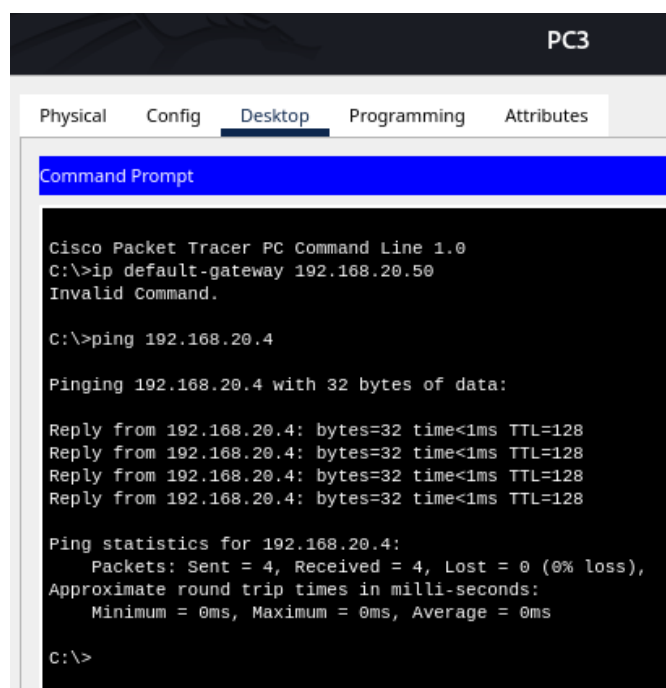 PC3
Physical Config Desktop Programming Attributes
Command Prompt
Cisco Packet Tracer PC Command Line 1.0
C:\>ip default-gateway 192.168.20.50
Invalid Command.
C:\>ping 192.168.20.4
Pinging 192.168.20.4 with 32 bytes of data:
Reply from 192.168.20.4: bytes=32 time<1ms TTL=128
Reply from 192.168.20.4: bytes=32 time<1ms TTL=128
Reply from 192.168.20.4: bytes=32 time<1ms TTL=128
Reply from 192.168.20.4: bytes=32 time<1ms TTL=128
Ping statistics for 192.168.20.4:
Packets: Sent = 4, Received = 4, Lost = 0 (0% loss),
Approximate round trip times in milli-seconds:
Minimum = 0ms, Maximum = 0ms, Average = 0ms
C:\>